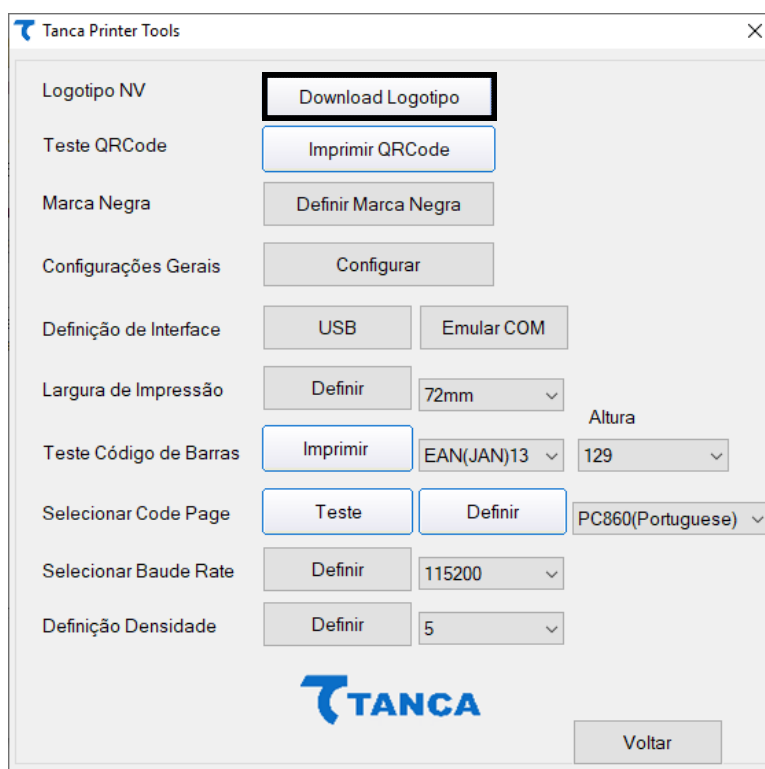 Tanca Printer Tools
Logotipo NV Download Logotipo
Teste QRCode Imprimir QRCode
Marca Negra Definir Marca Negra
Configurações Gerais Configurar
Definição de Interface USB Emular COM
Largura de Impressão Definir 72mm
Altura
Teste Código de Barras Imprimir EAN(JAN)13 129
Selecionar Code Page Teste Definir PC860(Portuguese)
Selecionar Baude Rate Definir 115200
Definição Densidade Definir 5
TANCA
Voltar